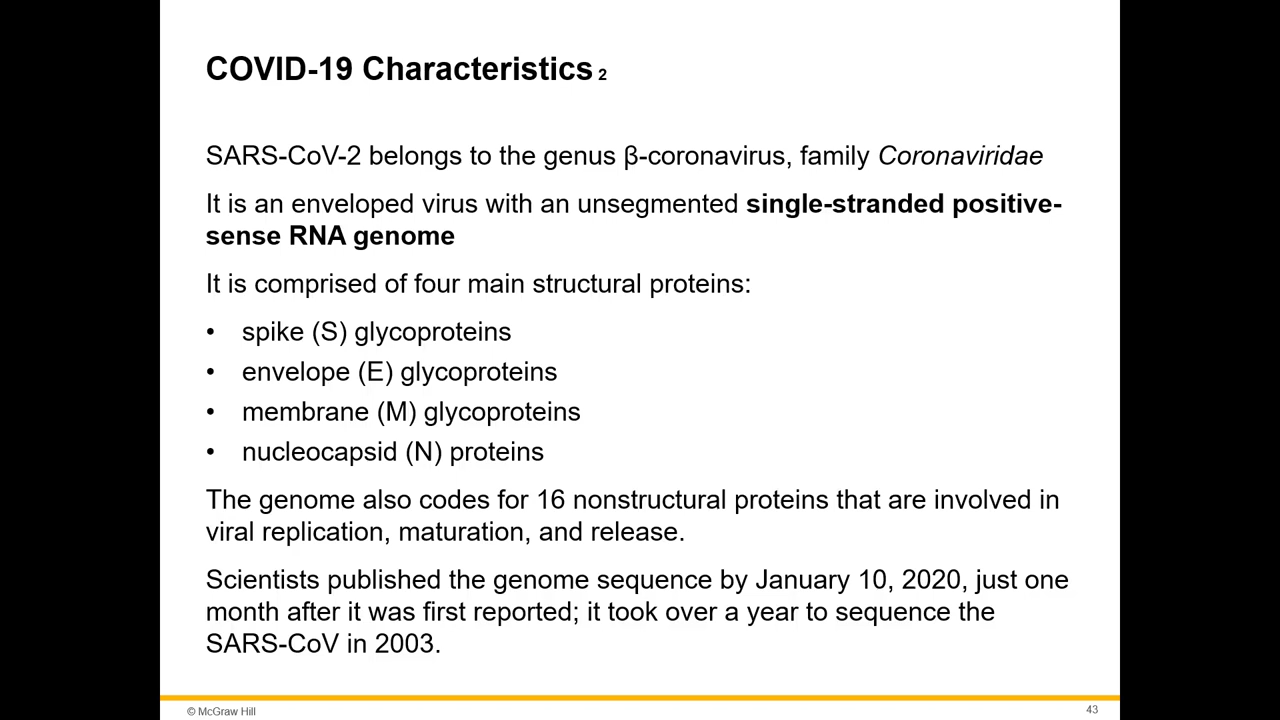 COVID-19 Characteristics 2
SARS-CoV-2 belongs to the genus β-coronavirus, family Coronaviridae
It is an enveloped virus with an unsegmented single-stranded positive-
sense RNA genome
It is comprised of four main structural proteins:
• spike (S) glycoproteins
• envelope (E) glycoproteins
• membrane (M) glycoproteins
• nucleocapsid (N) proteins
The genome also codes for 16 nonstructural proteins that are involved in
viral replication, maturation, and release.
Scientists published the genome sequence by January 10, 2020, just one
month after it was first reported; it took over a year to sequence the
SARS-CoV in 2003.
© McGraw Hill
43